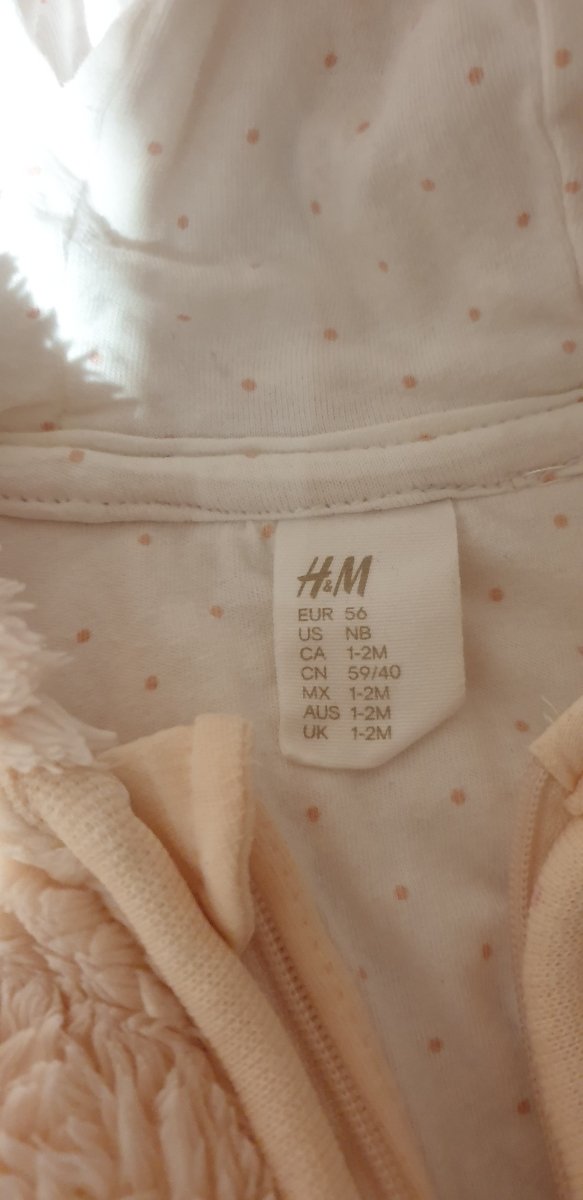 H&M
EUR 56
US NB
CA 1-2M
CN 59/40
MX 1-2M
AUS 1-2M
UK 1-2M